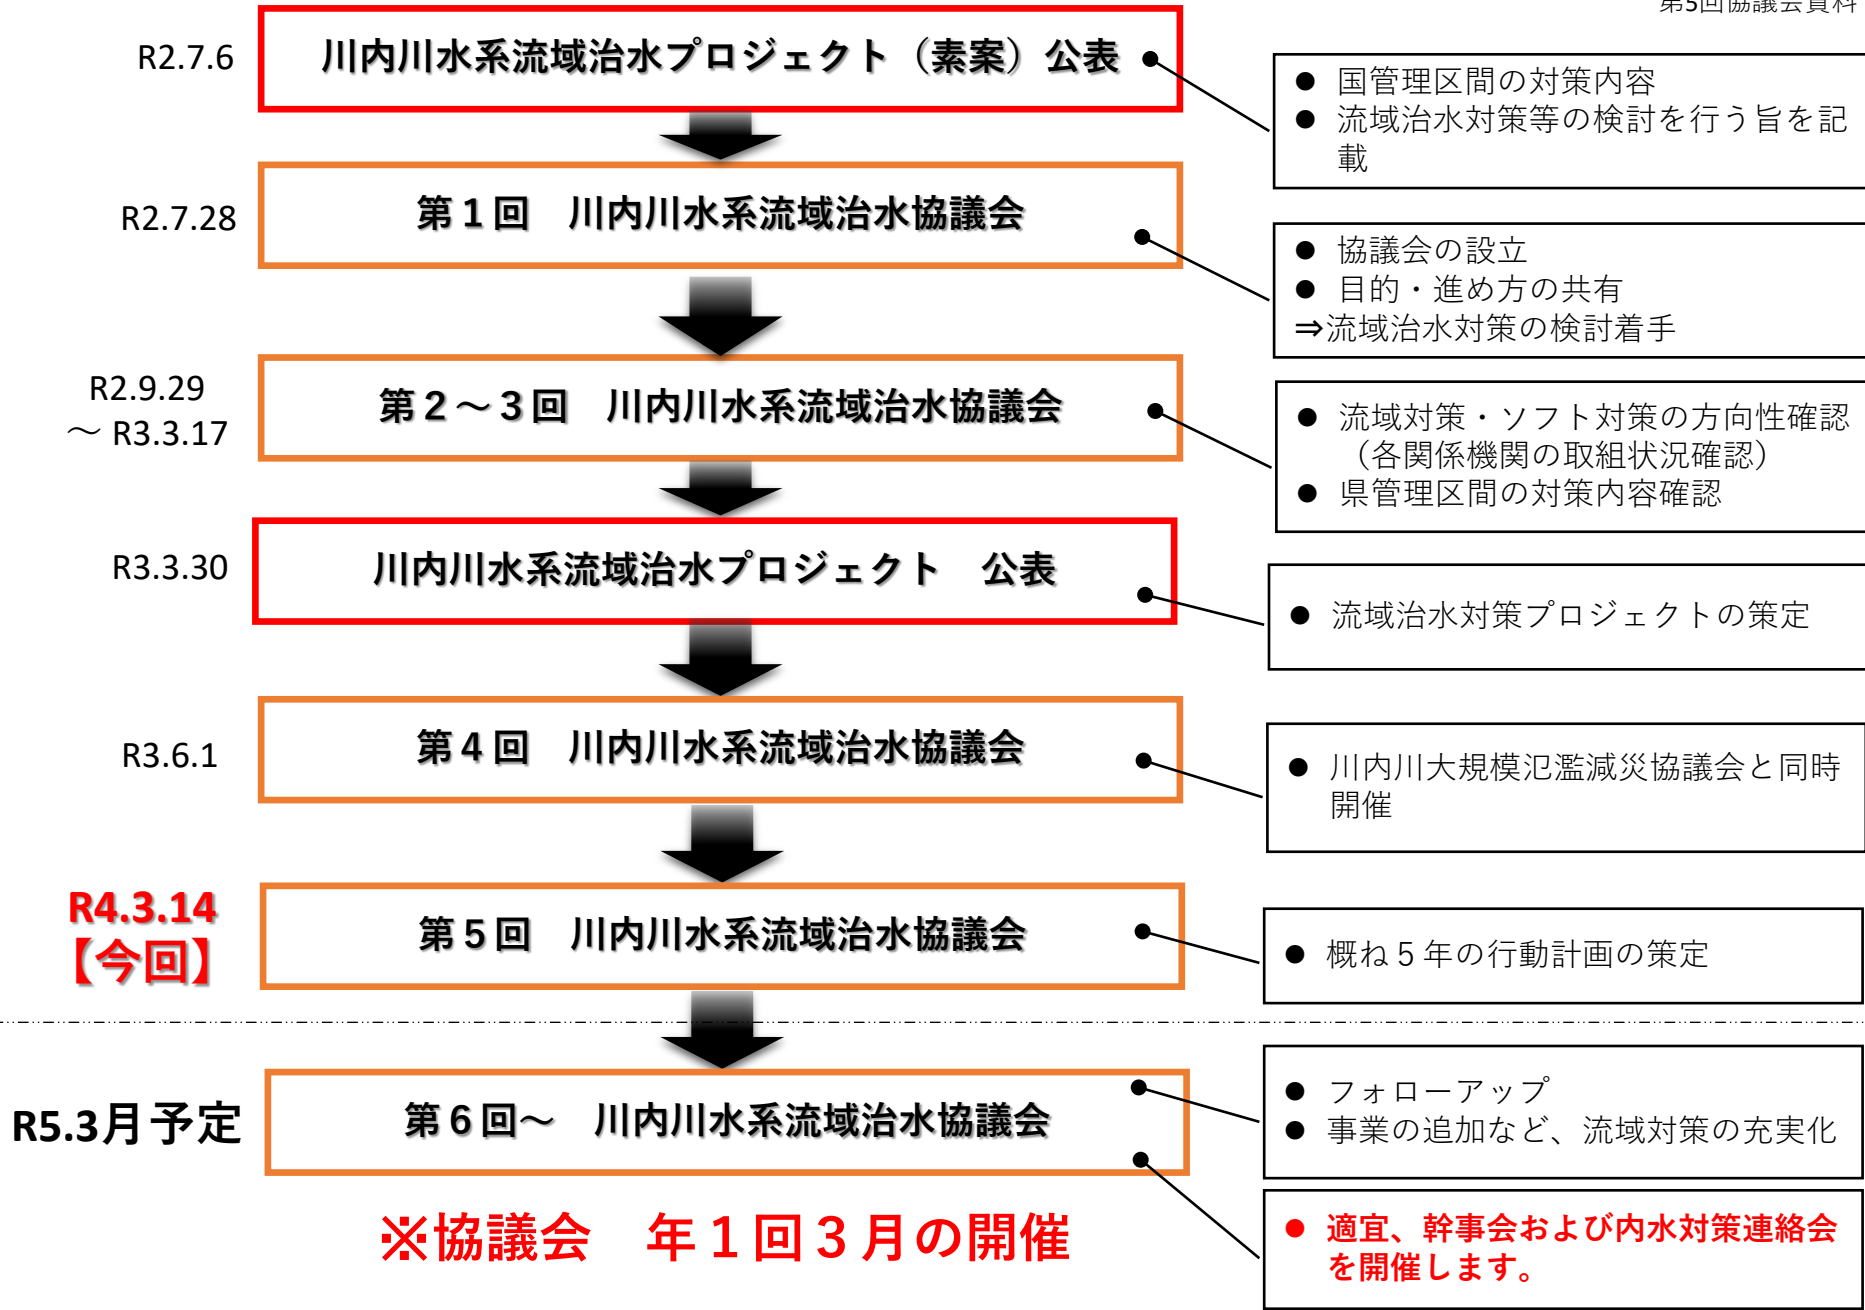 第5回協議会資料
R2.7.6
川内川水系流域治水プロジェクト（素案）公表
● 国管理区間の対策内容
● 流域治水対策等の検討を行う旨を記
載
R2.7.28
第１回　川内川水系流域治水協議会
● 協議会の設立
● 目的・進め方の共有
⇒流域治水対策の検討着手
R2.9.29
～ R3.3.17
第２～３回　川内川水系流域治水協議会
● 流域対策・ソフト対策の方向性確認
（各関係機関の取組状況確認）
● 県管理区間の対策内容確認
R3.3.30
川内川水系流域治水プロジェクト　公表
● 流域治水対策プロジェクトの策定
R3.6.1
第４回　川内川水系流域治水協議会
● 川内川大規模氾濫減災協議会と同時
開催
R4.3.14
【今回】
第５回　川内川水系流域治水協議会
● 概ね５年の行動計画の策定
R5.3月予定
第６回～　川内川水系流域治水協議会
● フォローアップ
● 事業の追加など、流域対策の充実化
※協議会　年１回３月の開催
● 適宜、幹事会および内水対策連絡会
を開催します。